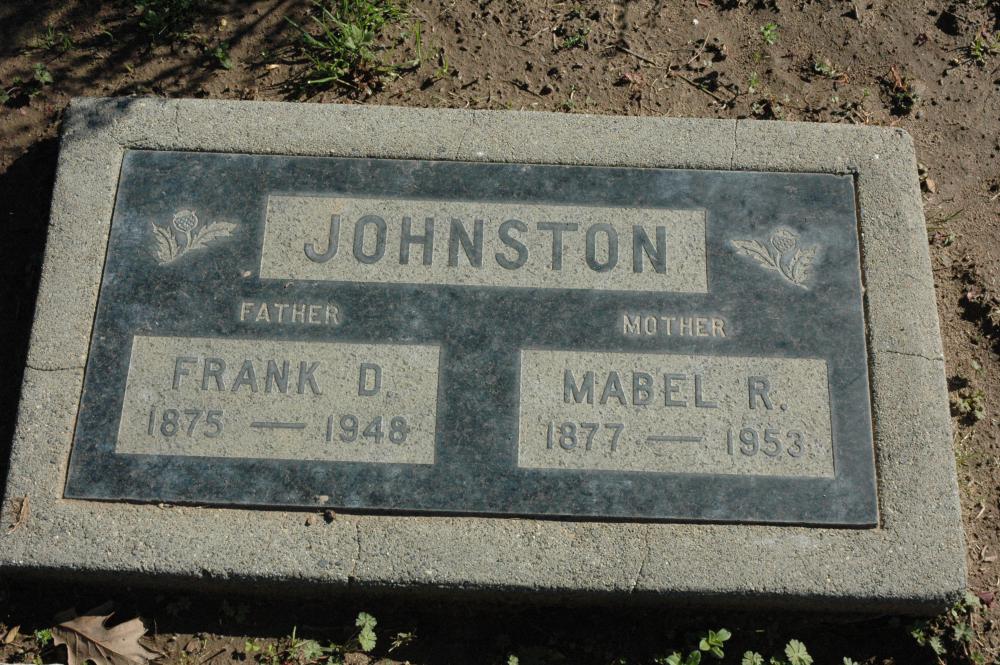 JOHNSTON
FATHER
MOTHER
FRANK D.
1875 — 1948
MABEL R.
1877 — 1953